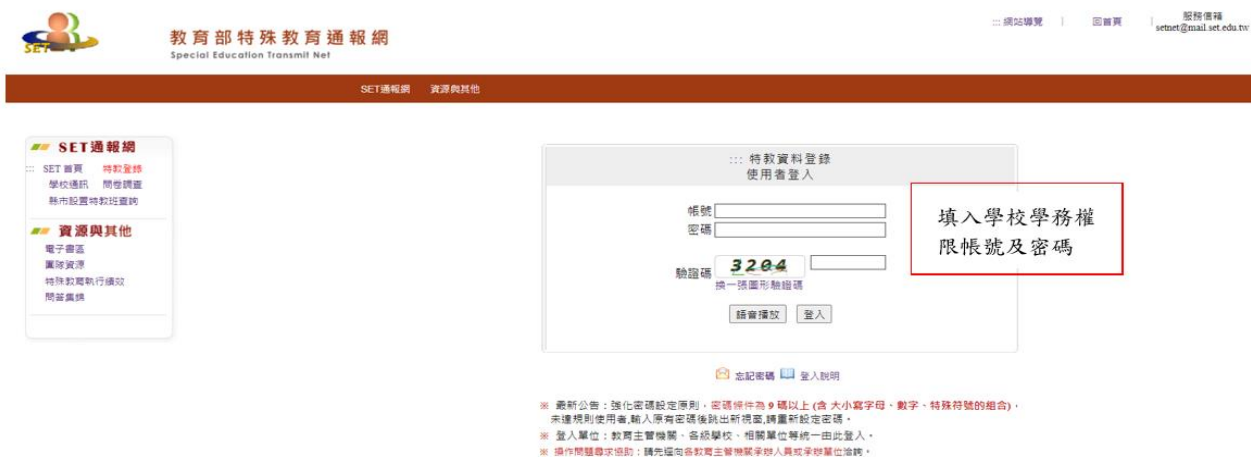 ::: 網站導覽 | 回首頁 | 服務信箱
setnet@mail.set.edu.tw
SET
教育部特殊教育通報網
Special Education Transmit Net
SET通報網 資源與其他
SET通報網
::: SET 首頁 特教登錄
學校通訊 問卷調查
縣市設置特教班查詢
資源與其他
電子書區
團隊資源
特殊教育執行績效
問答集錦
::: 特教資料登錄
使用者登入
帳號
密碼
驗證碼 3204
換一張圖形驗證碼
語音播放 登入
填入學校學務權
限帳號及密碼
忘記密碼 登入說明
※ 最新公告：強化密碼設定原則，密碼條件為 9 碼以上 (含 大小寫字母、數字、特殊符號的組合)，
未達規則使用者,輸入原有密碼後跳出新視窗,請重新設定密碼。
※ 登入單位：教育主管機關、各級學校、相關單位等統一由此登入。
※ 操作問題尋求協助：請先逕向各教育主管機關承辦人員或承辦單位洽詢。